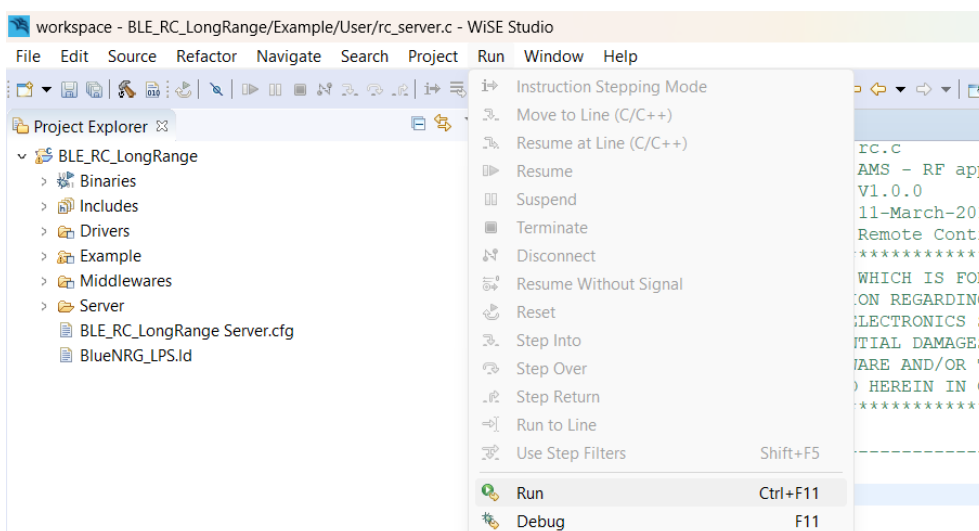 workspace - BLE_RC_LongRange/Example/User/rc_server.c - WiSE Studio
File Edit Source Refactor Navigate Search Project Run Window Help
Project Explorer
BLE_RC_LongRange
Binaries
Includes
Drivers
Example
Middlewares
Server
BLE_RC_LongRange Server.cfg
BlueNRG_LPS.ld
Instruction Stepping Mode
Move to Line (C/C++)
Resume at Line (C/C++)
Resume
Suspend
Terminate
Disconnect
Resume Without Signal
Reset
Step Into
Step Over
Step Return
Run to Line
Use Step Filters Shift+F5
Run Ctrl+F11
Debug F11
rc.c
AMS - RF app
V1.0.0
11-March-20
Remote Cont
************
WHICH IS FO
ION REGARDING
LECTRONICS
TIAL DAMAGE
ARE AND/OR
HEREIN IN
************
------------